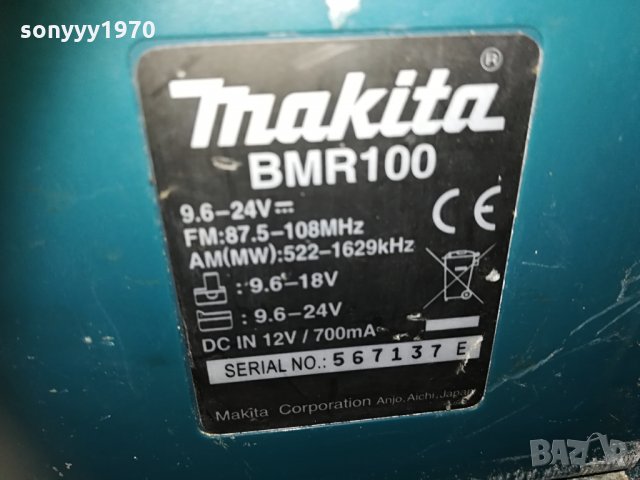 sonyyy1970
makita ®
BMR100
9.6-24V⎓
FM:87.5-108MHz
AM(MW):522-1629kHz
CE
: 9.6-18V
: 9.6-24V
DC IN 12V / 700mA
SERIAL NO.: 567137 E
Makita Corporation Anjo, Aichi, Japan
BAZAR